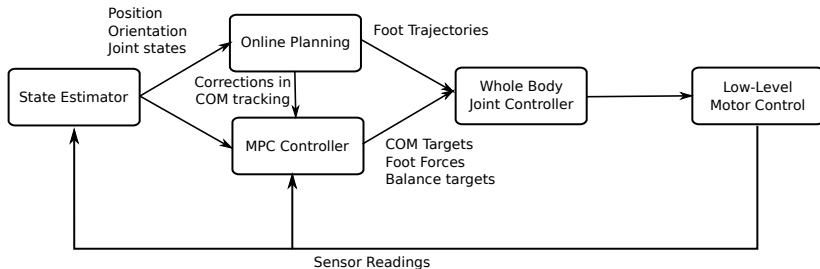 Position
Orientation
Joint states
Online Planning
Foot Trajectories
State Estimator
Corrections in
COM tracking
Whole Body
Joint Controller
Low-Level
Motor Control
MPC Controller
COM Targets
Foot Forces
Balance targets
Sensor Readings